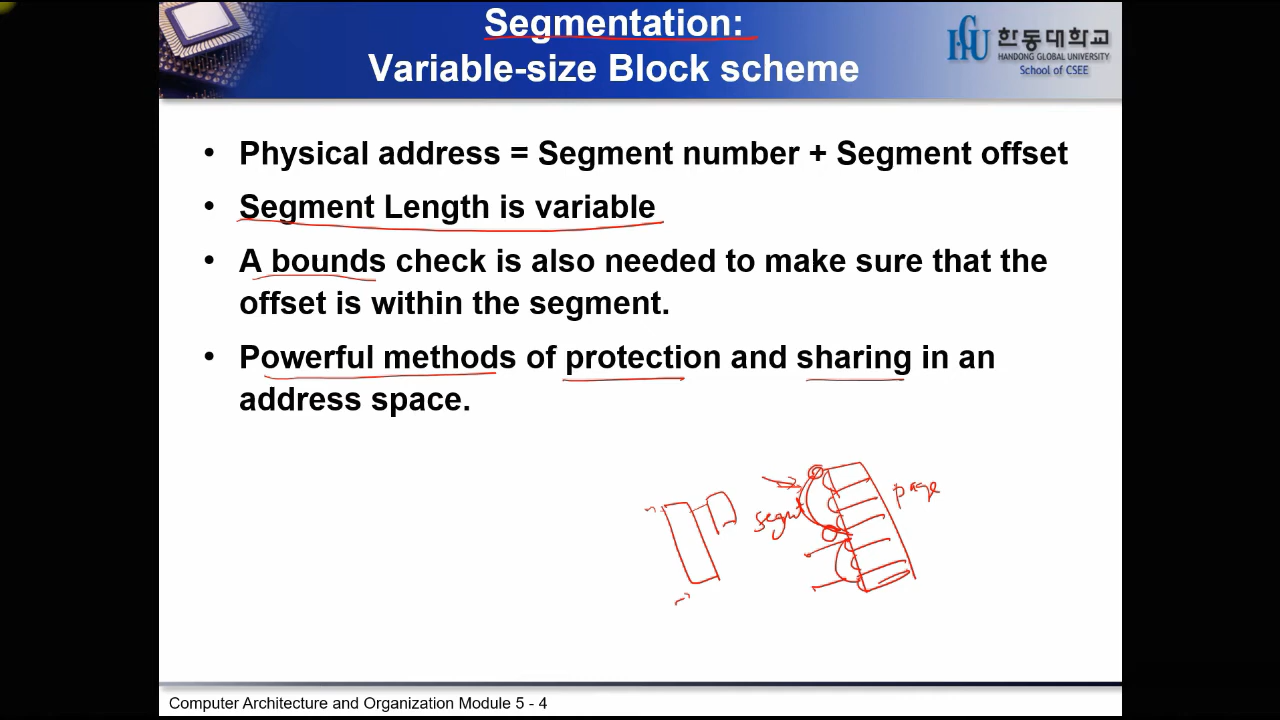 Segmentation:
Variable-size Block scheme
HGU 한동대학교
HANDONG GLOBAL UNIVERSITY
School of CSEE
• Physical address = Segment number + Segment offset
• Segment Length is variable
• A bounds check is also needed to make sure that the
offset is within the segment.
• Powerful methods of protection and sharing in an
address space.
page
Computer Architecture and Organization Module 5 - 4